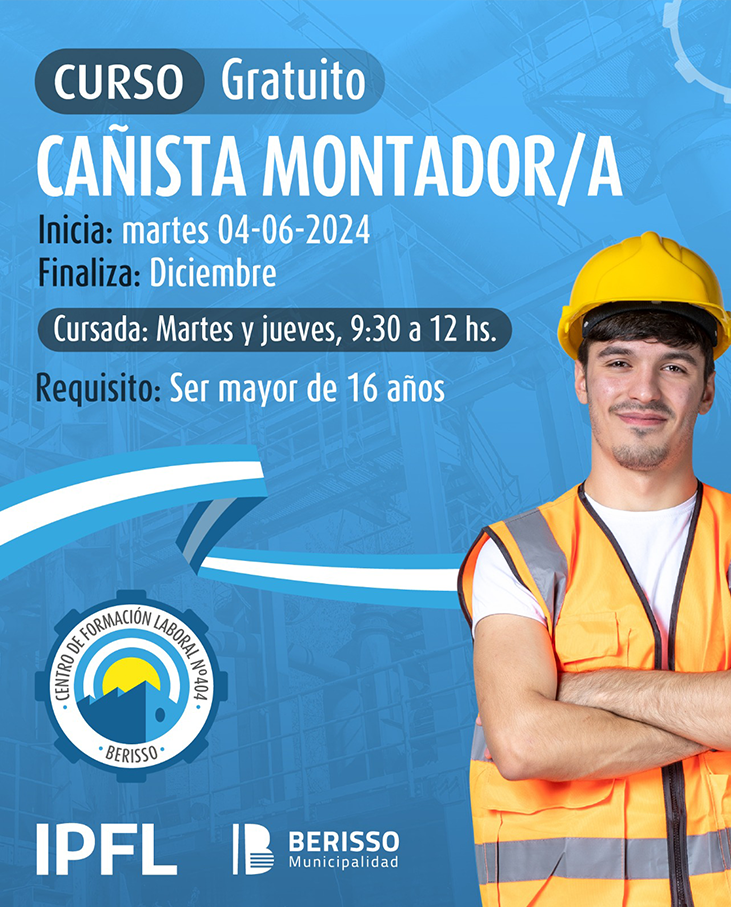 CURSO Gratuito
CAÑISTA MONTADOR/A
Inicia: martes 04-06-2024
Finaliza: Diciembre
Cursada: Martes y jueves, 9:30 a 12 hs.
Requisito: Ser mayor de 16 años
· CENTRO DE FORMACIÓN LABORAL Nº404 ·
· BERISSO ·
IPFL
BERISSO
Municipalidad